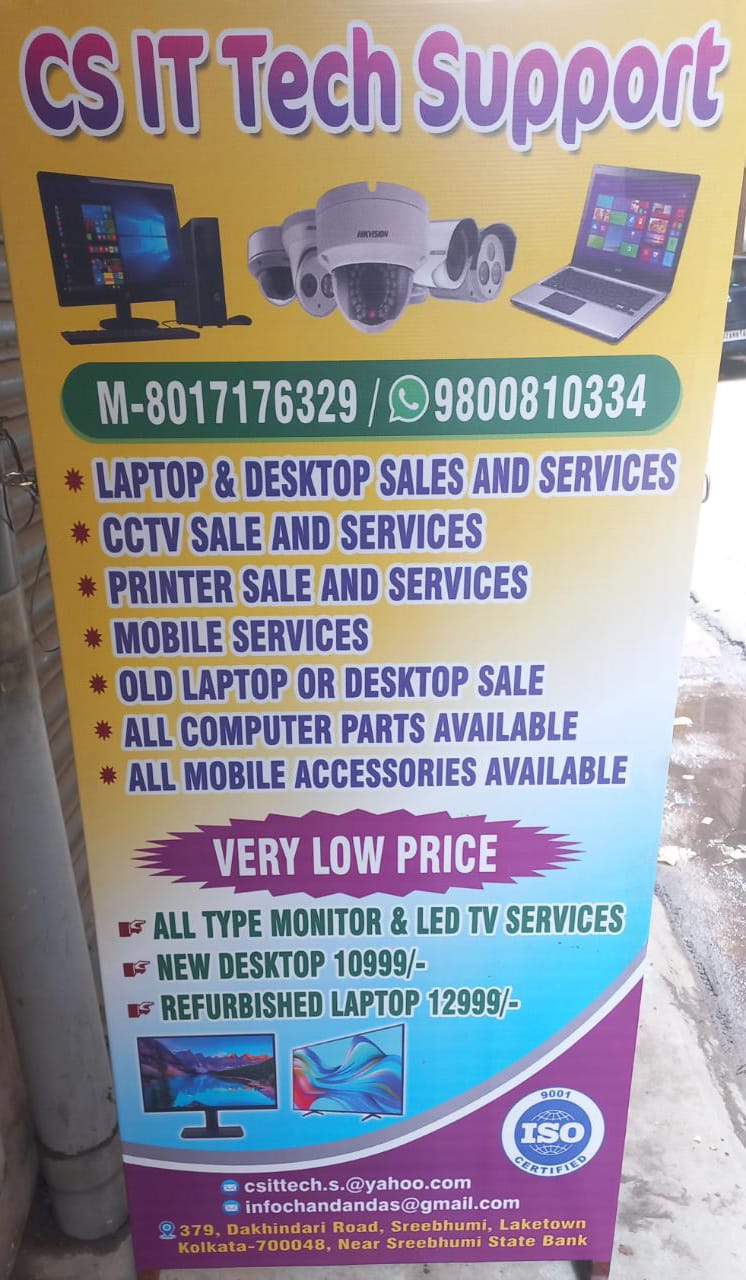 CS IT Tech Support
HIKVISION
M-8017176329 / 9800810334
LAPTOP & DESKTOP SALES AND SERVICES
CCTV SALE AND SERVICES
PRINTER SALE AND SERVICES
MOBILE SERVICES
OLD LAPTOP OR DESKTOP SALE
ALL COMPUTER PARTS AVAILABLE
ALL MOBILE ACCESSORIES AVAILABLE
VERY LOW PRICE
ALL TYPE MONITOR & LED TV SERVICES
NEW DESKTOP 10999/-
REFURBISHED LAPTOP 12999/-
9001
ISO
CERTIFIED
csittech.s.@yahoo.com
infochandandas@gmail.com
379, Dakhindari Road, Sreebhumi, Laketown
Kolkata-700048, Near Sreebhumi State Bank